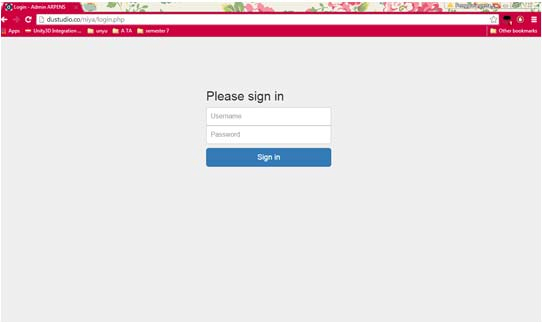 Login - Admin ARPENS
dustudio.co/niya/login.php
Apps Unity3D Integration ... unyu A TA semester 7 Other bookmarks
Please sign in
Username
Password
Sign in